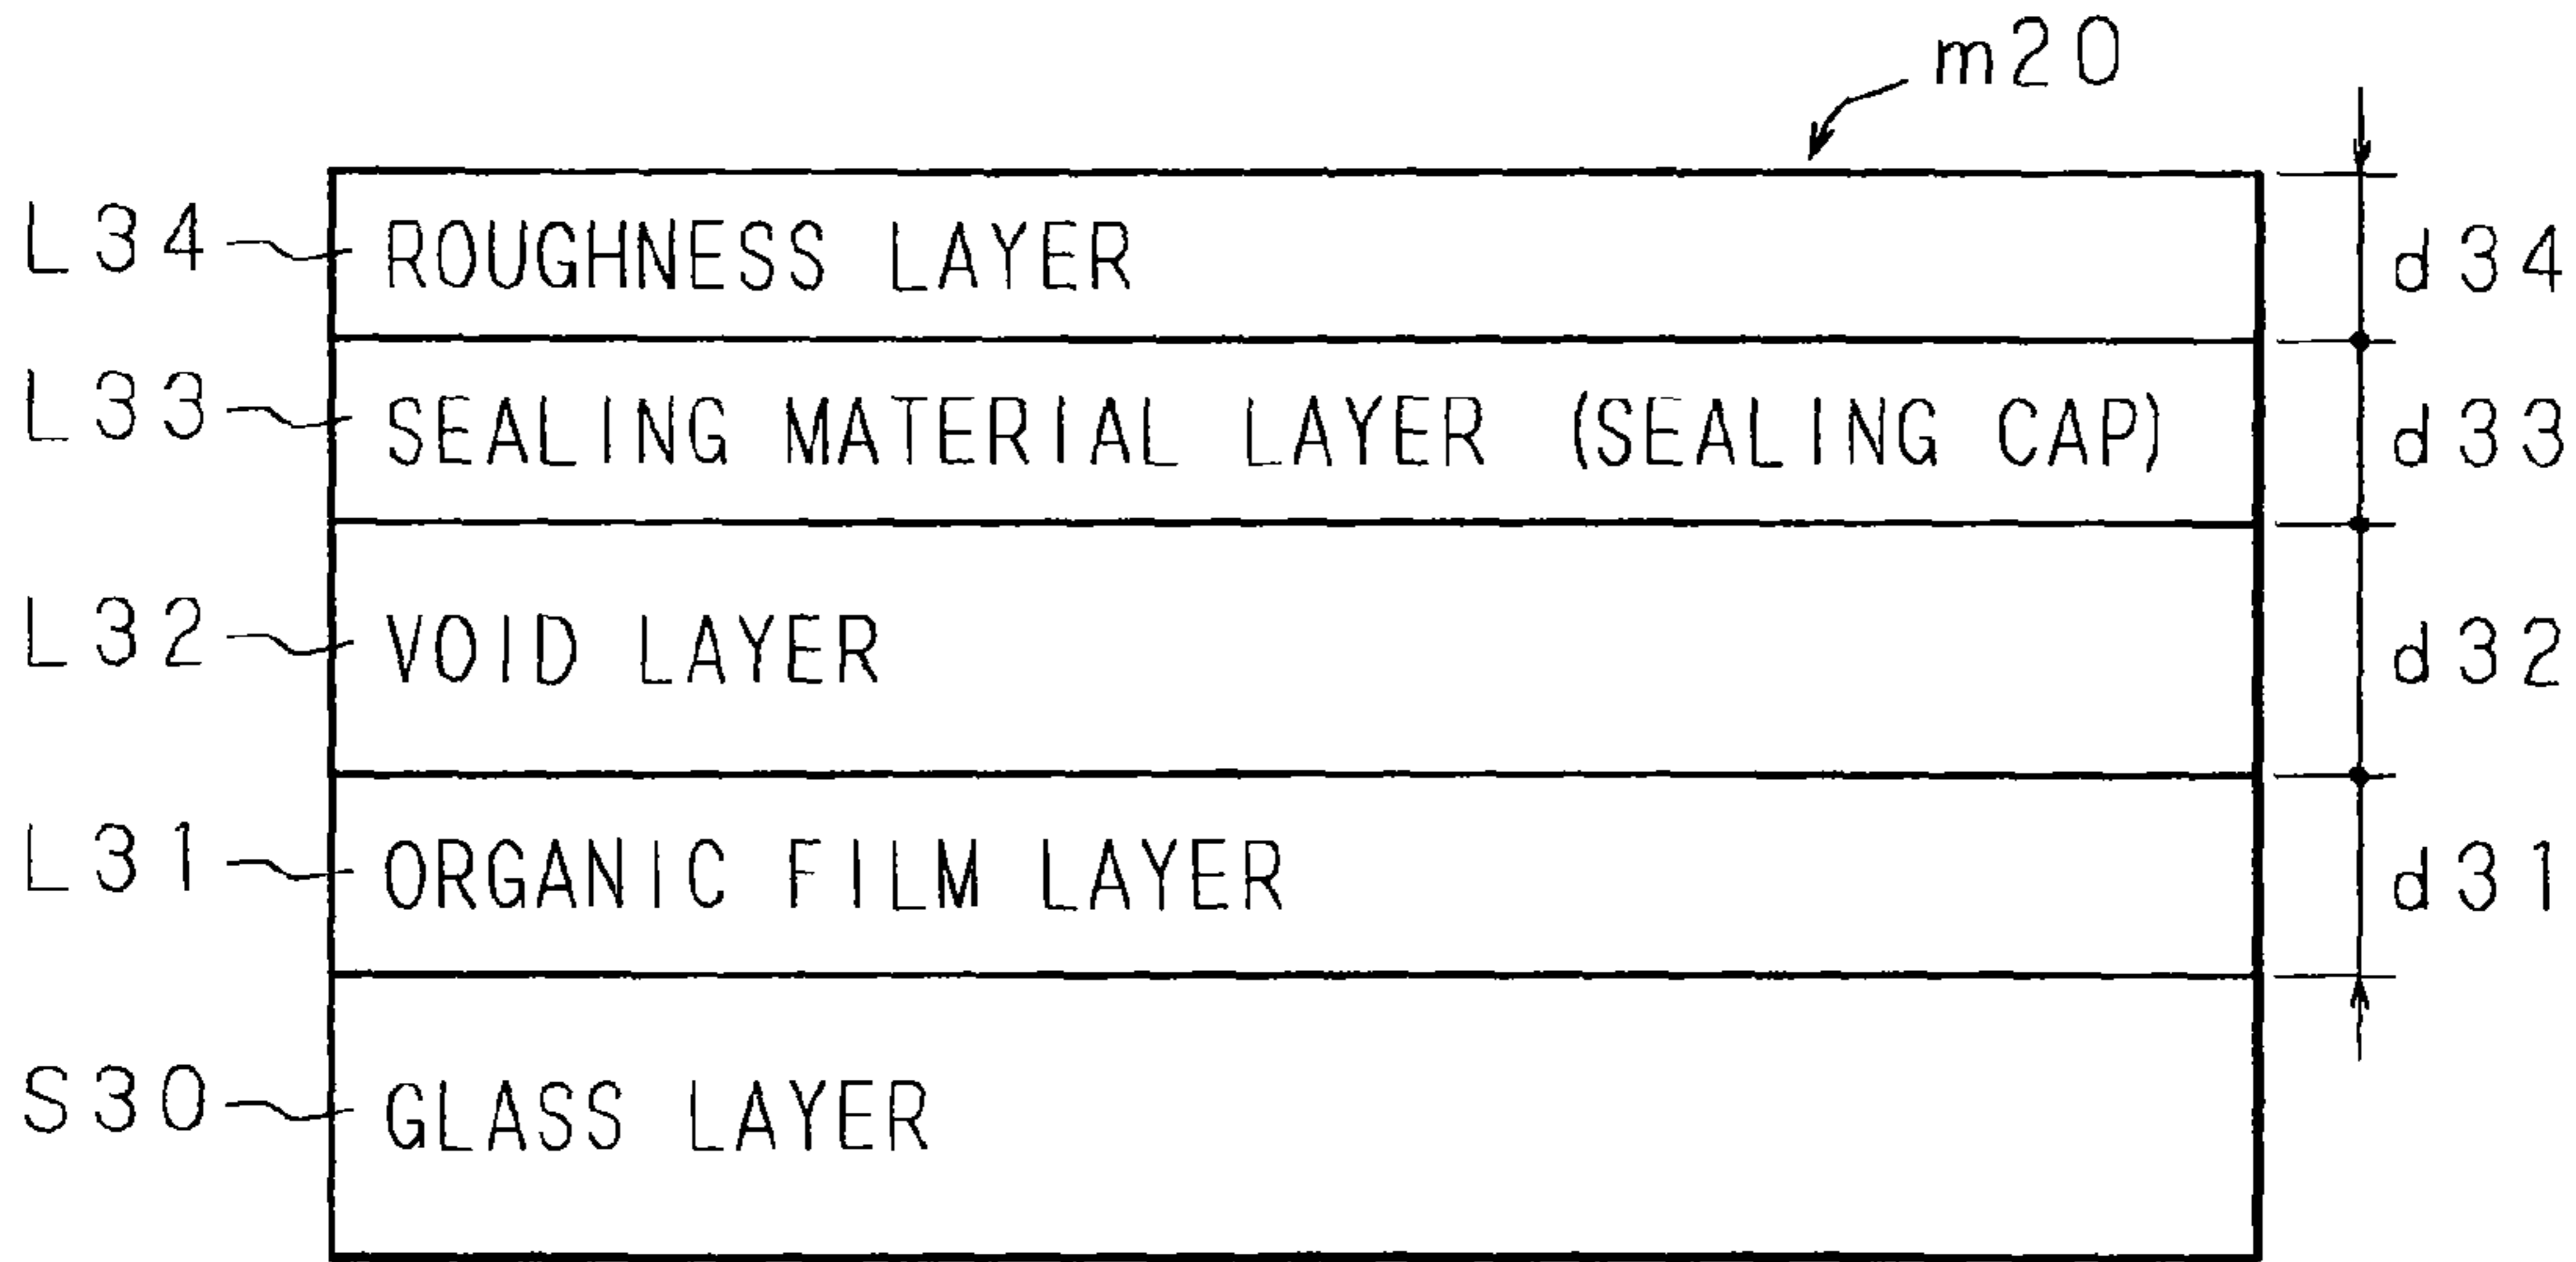 m20
L34 ROUGHNESS LAYER d34
L33 SEALING MATERIAL LAYER (SEALING CAP) d33
L32 VOID LAYER d32
L31 ORGANIC FILM LAYER d31
S30 GLASS LAYER